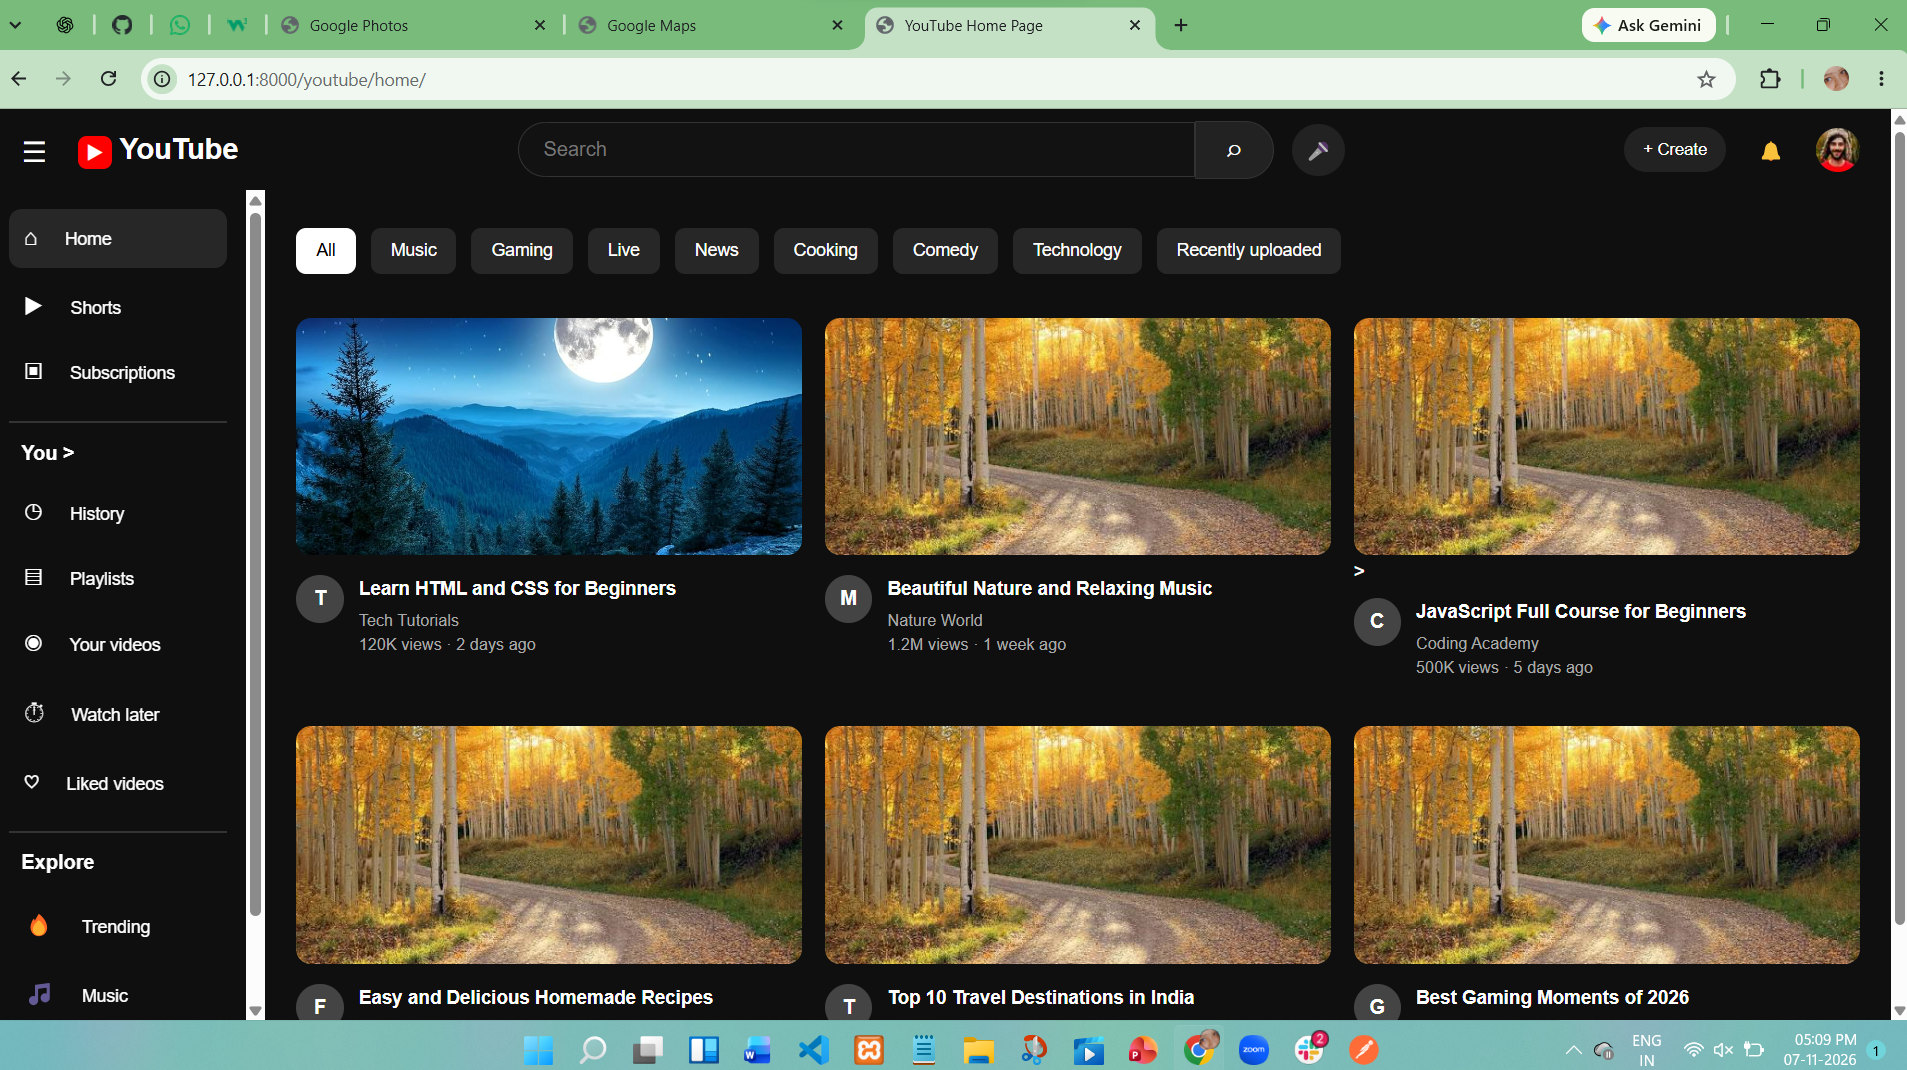 Google Photos
Google Maps
YouTube Home Page
Ask Gemini
127.0.0.1:8000/youtube/home/
YouTube
Search
+ Create
Home
Shorts
Subscriptions
You >
History
Playlists
Your videos
Watch later
Liked videos
Explore
Trending
Music
All
Music
Gaming
Live
News
Cooking
Comedy
Technology
Recently uploaded
T
Learn HTML and CSS for Beginners
Tech Tutorials
120K views · 2 days ago
M
Beautiful Nature and Relaxing Music
Nature World
1.2M views · 1 week ago
>
C
JavaScript Full Course for Beginners
Coding Academy
500K views · 5 days ago
F
Easy and Delicious Homemade Recipes
T
Top 10 Travel Destinations in India
G
Best Gaming Moments of 2026
W
P
zoom
2
ENG
IN
05:09 PM
07-11-2026
1